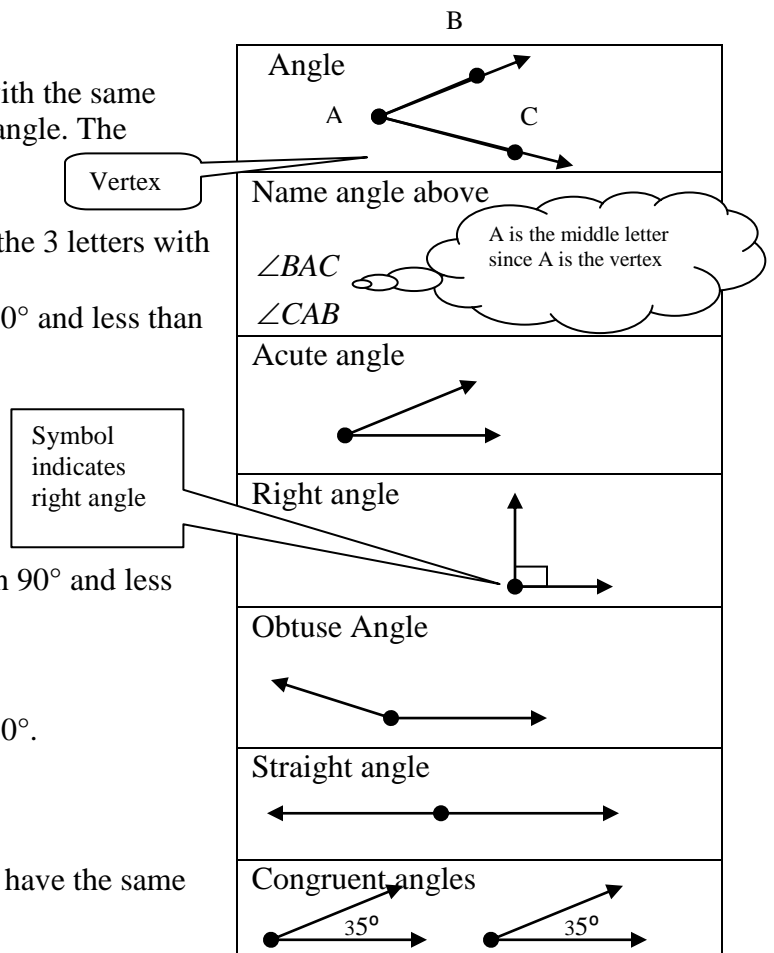 B
Angle
ith the same
A
C
angle. The
Vertex
Name angle above
the 3 letters with
A is the middle letter
since A is the vertex
∠BAC
0° and less than
∠CAB
Acute angle
Symbol
indicates
right angle
Right angle
n 90° and less
Obtuse Angle
0°.
Straight angle
have the same
Congruent angles
35°
35°